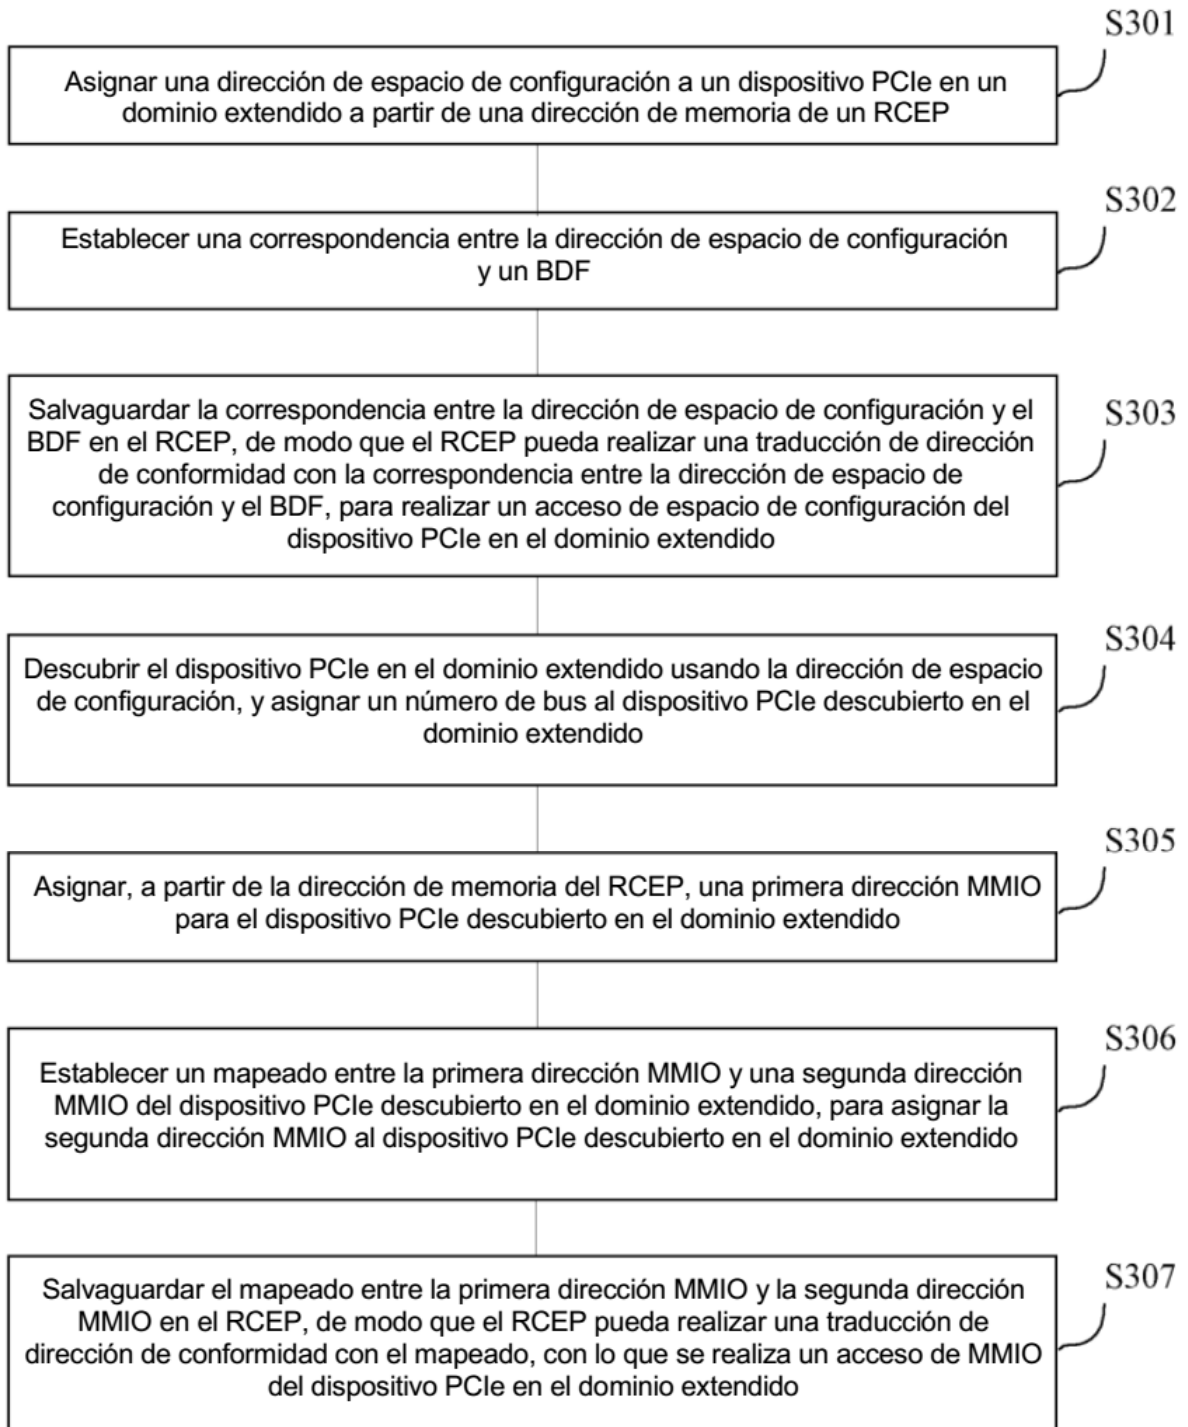 S301
Asignar una dirección de espacio de configuración a un dispositivo PCIe en un
dominio extendido a partir de una dirección de memoria de un RCEP
S302
Establecer una correspondencia entre la dirección de espacio de configuración
y un BDF
S303
Salvaguardar la correspondencia entre la dirección de espacio de configuración y el
BDF en el RCEP, de modo que el RCEP pueda realizar una traducción de dirección
de conformidad con la correspondencia entre la dirección de espacio de
configuración y el BDF, para realizar un acceso de espacio de configuración del
dispositivo PCIe en el dominio extendido
S304
Descubrir el dispositivo PCIe en el dominio extendido usando la dirección de espacio
de configuración, y asignar un número de bus al dispositivo PCIe descubierto en el
dominio extendido
S305
Asignar, a partir de la dirección de memoria del RCEP, una primera dirección MMIO
para el dispositivo PCIe descubierto en el dominio extendido
S306
Establecer un mapeado entre la primera dirección MMIO y una segunda dirección
MMIO del dispositivo PCIe descubierto en el dominio extendido, para asignar la
segunda dirección MMIO al dispositivo PCIe descubierto en el dominio extendido
S307
Salvaguardar el mapeado entre la primera dirección MMIO y la segunda dirección
MMIO en el RCEP, de modo que el RCEP pueda realizar una traducción de
dirección de conformidad con el mapeado, con lo que se realiza un acceso de MMIO
del dispositivo PCIe en el dominio extendido